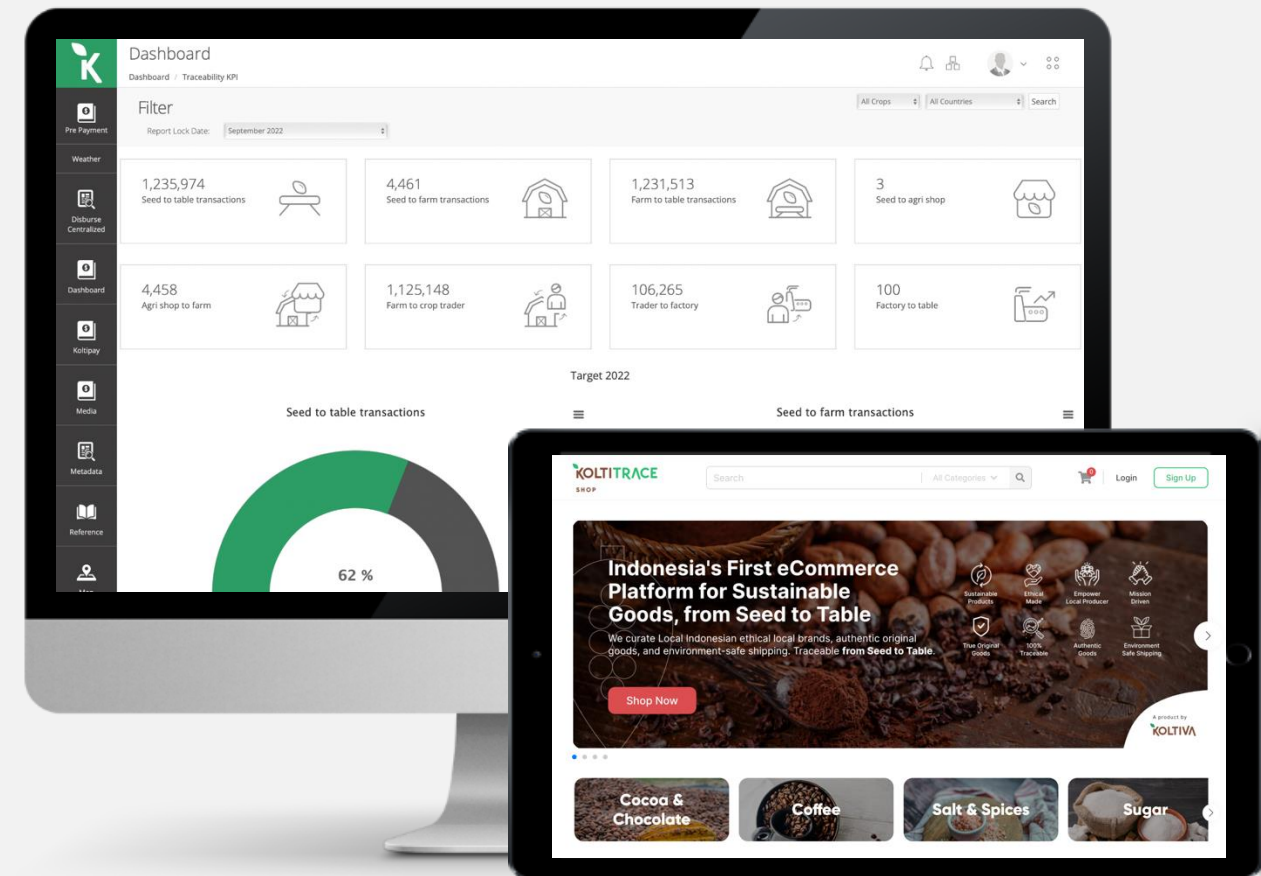 Dashboard
Dashboard / Traceability KPI
Filter
Report Lock Date: September 2022
All Crops
All Countries
Search
Pre Payment
Weather
Disburse
Centralized
Dashboard
Koltipay
Media
Metadata
Reference
1,235,974
Seed to table transactions
4,461
Seed to farm transactions
1,231,513
Farm to table transactions
3
Seed to agri shop
4,458
Agri shop to farm
1,125,148
Farm to crop trader
106,265
Trader to factory
100
Factory to table
Target 2022
Seed to table transactions
Seed to farm transactions
62 %
KOLTITRACE
SHOP
Search
All Categories
0
Login
Sign Up
Indonesia's First eCommerce
Platform for Sustainable
Goods, from Seed to Table
We curate Local Indonesian ethical local brands, authentic original
goods, and environment-safe shipping. Traceable from Seed to Table.
Shop Now
Sustainable
Products
Ethical
Made
Empower
Local Producer
Mission
Driven
True Original
Goods
100%
Traceable
Authentic
Goods
Environment
Safe Shipping
A product by
KOLTIVA
Cocoa &
Chocolate
Coffee
Salt & Spices
Sugar